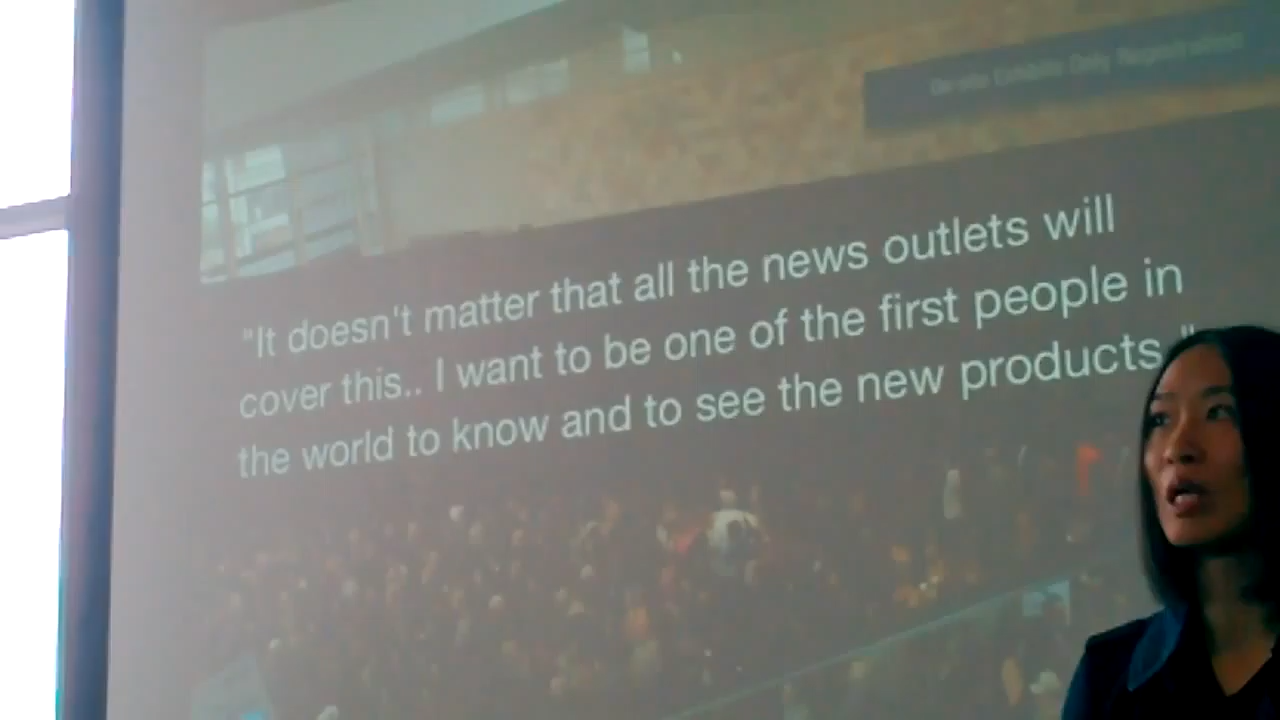 "It doesn't matter that all the news outlets will
cover this.. I want to be one of the first people in
the world to know and to see the new products."